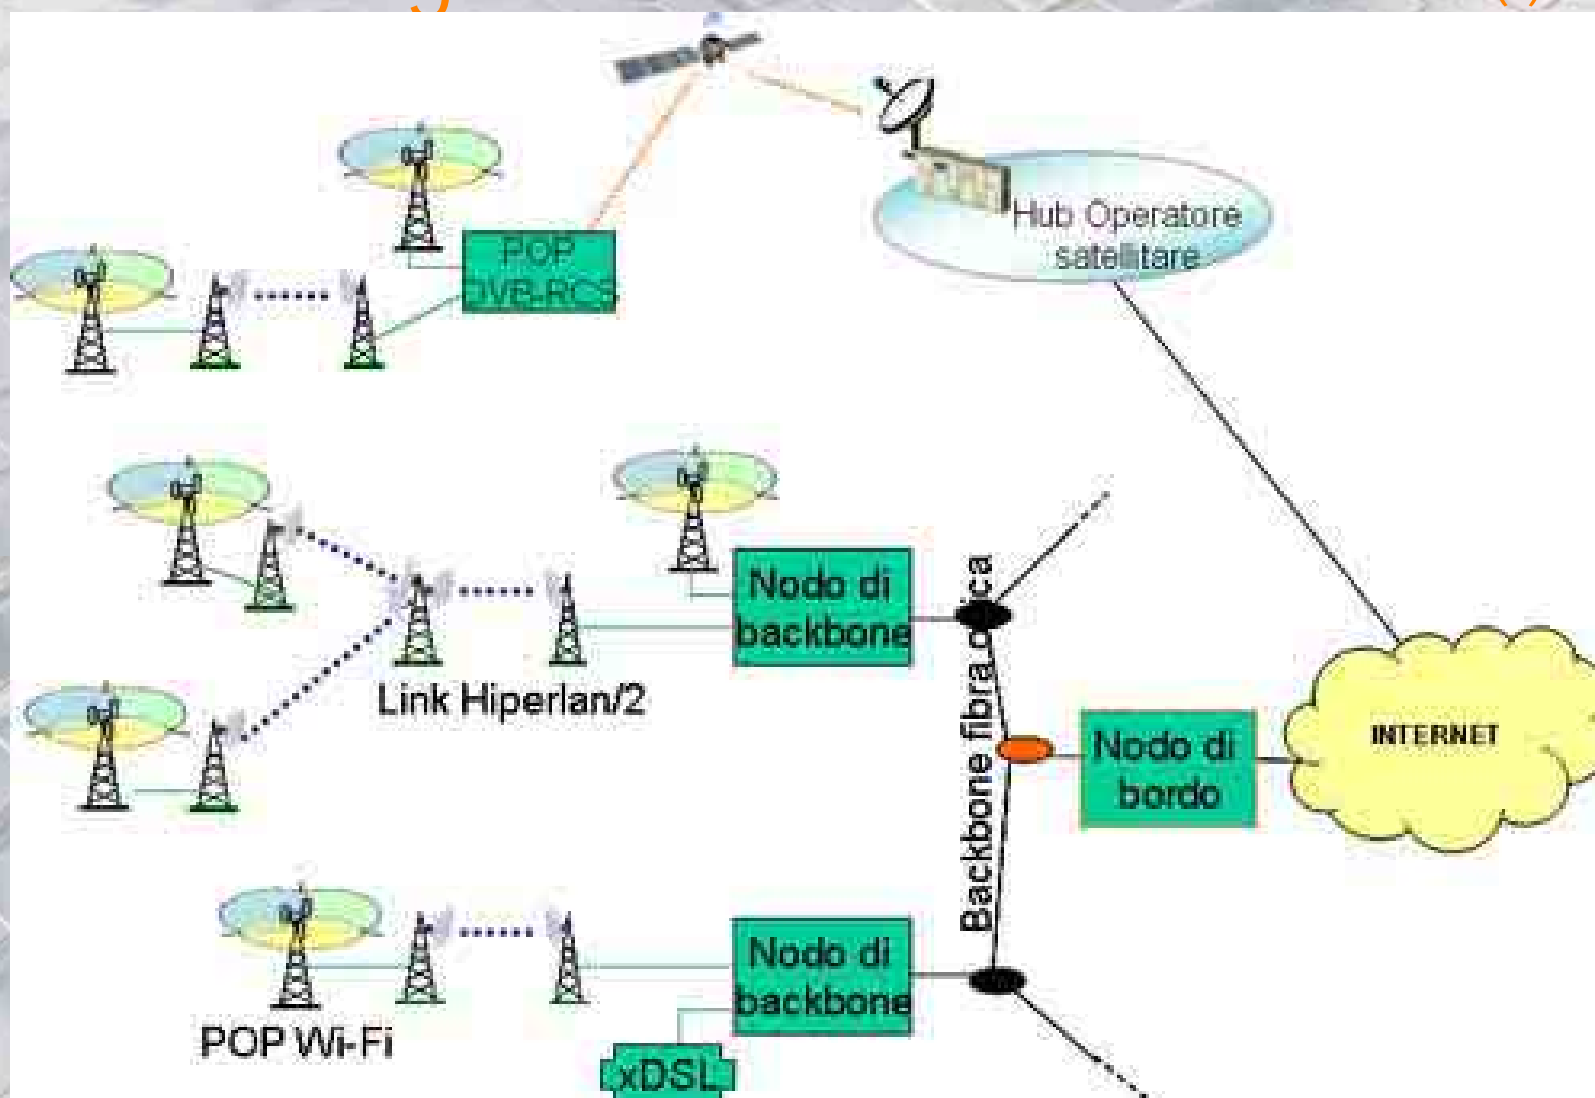 Hub Operatore
satellitare
POP
DVB-RCS
Nodo di
backbone
Link Hiperlan/2
Backbone fibra ottica
Nodo di
bordo
INTERNET
Nodo di
backbone
POP Wi-Fi
xDSL